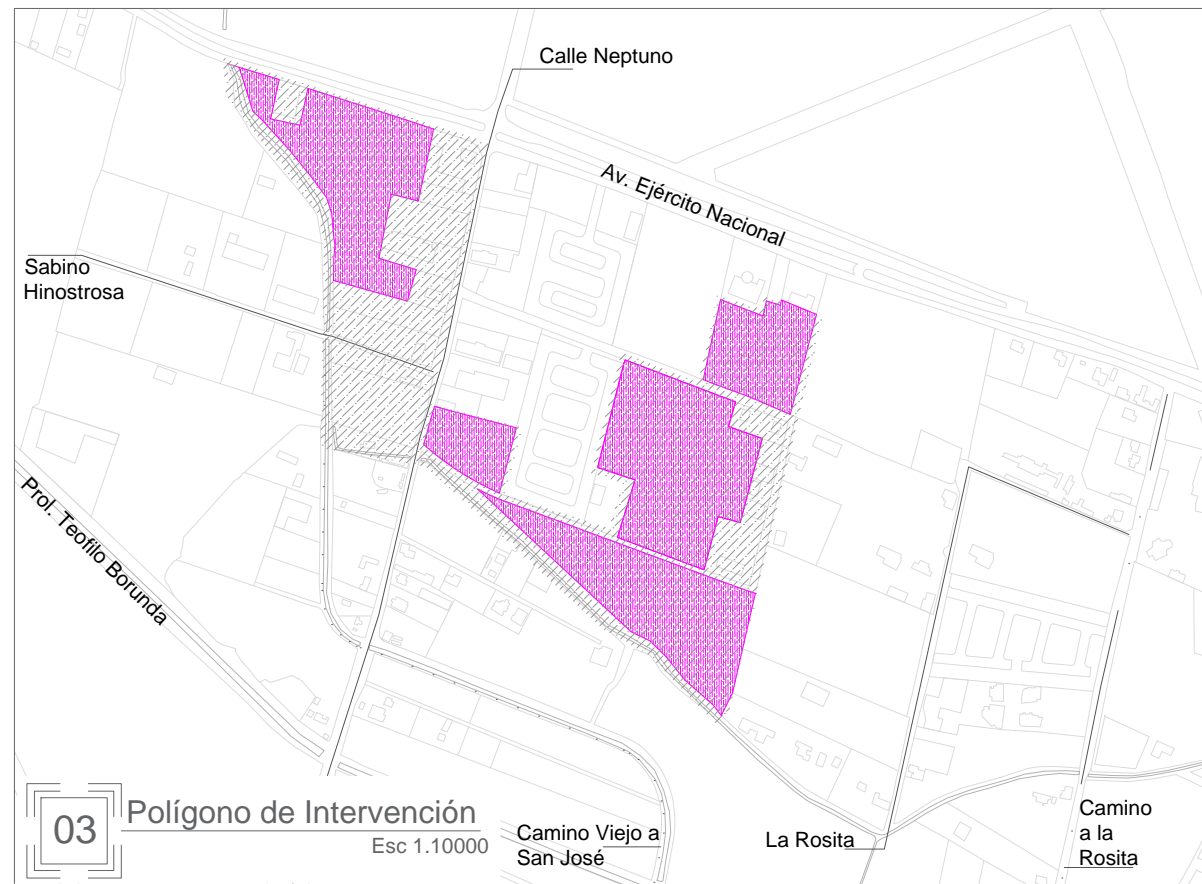 Calle Neptuno
Av. Ejército Nacional
Sabino
Hinostrosa
Prol. Teofilo Borunda
03
Polígono de Intervención
Esc 1.10000
Camino Viejo a
San José
La Rosita
Camino
a la
Rosita